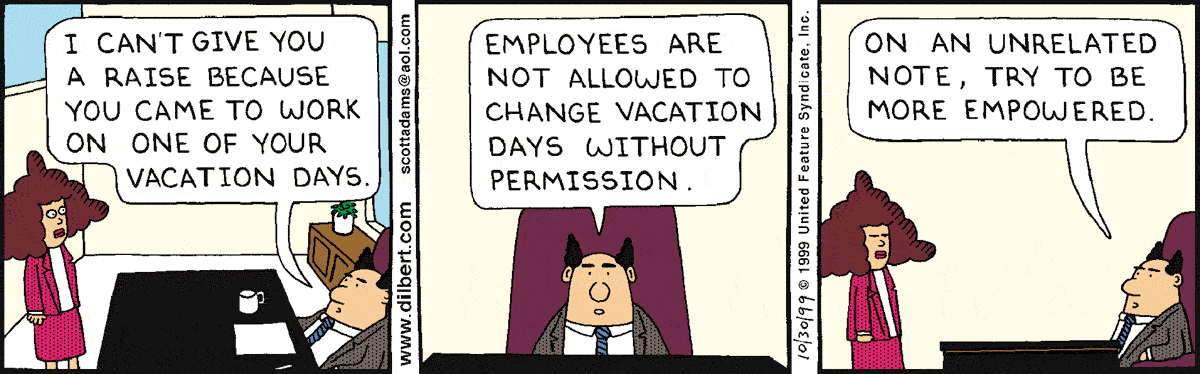 I CAN'T GIVE YOU
A RAISE BECAUSE
YOU CAME TO WORK
ON ONE OF YOUR
VACATION DAYS.
www.dilbert.com scottadams@aol.com
EMPLOYEES ARE
NOT ALLOWED TO
CHANGE VACATION
DAYS WITHOUT
PERMISSION.
10/30/99 © 1999 United Feature Syndicate, Inc.
ON AN UNRELATED
NOTE, TRY TO BE
MORE EMPOWERED.